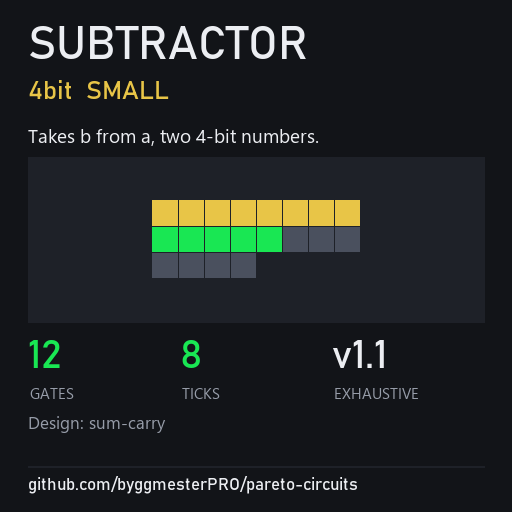 SUBTRACTOR
4bit SMALL
Takes b from a, two 4-bit numbers.
12 8 v1.1
GATES TICKS EXHAUSTIVE
Design: sum-carry
github.com/byggmesterPRO/pareto-circuits